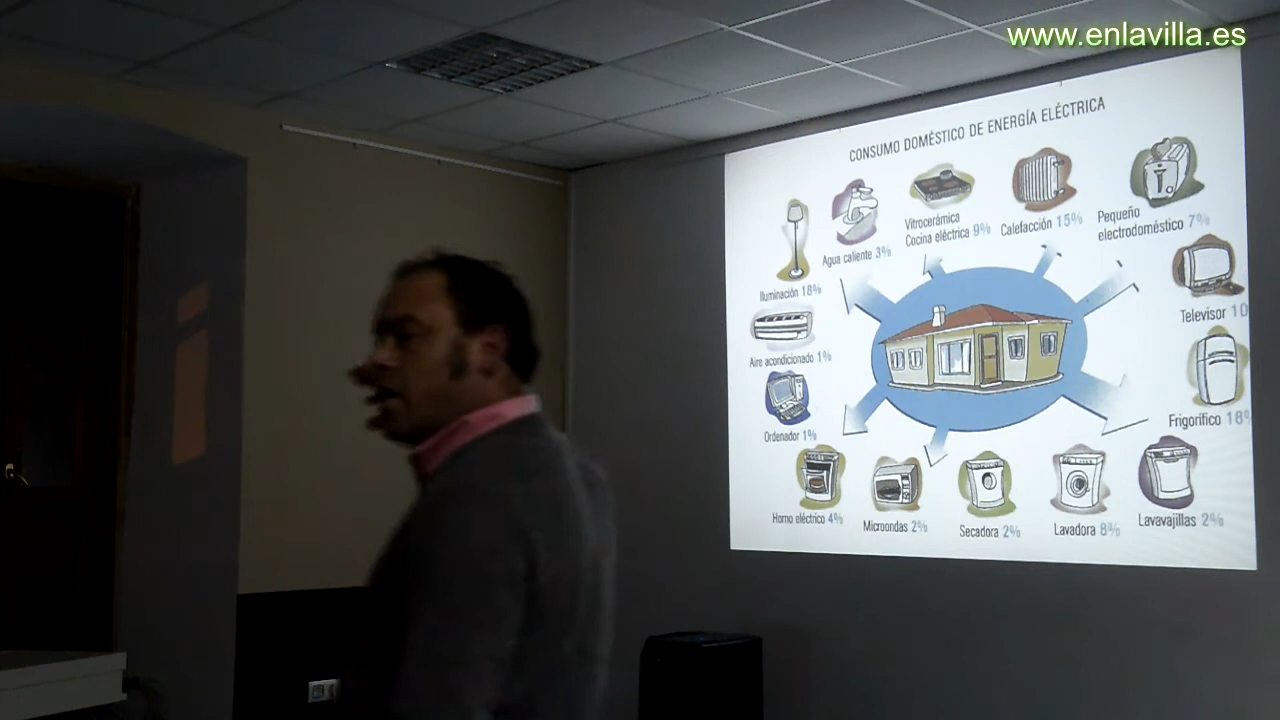 www.enlavilla.es
CONSUMO DOMÉSTICO DE ENERGÍA ELÉCTRICA
Iluminación 18%
Agua caliente 3%
Vitrocerámica
Cocina eléctrica 9%
Calefacción 15%
Pequeño
electrodoméstico 7%
Televisor 10
Frigorífico 18%
Aire acondicionado 1%
Ordenador 1%
Horno eléctrico 4%
Microondas 2%
Secadora 2%
Lavadora 8%
Lavavajillas 2%